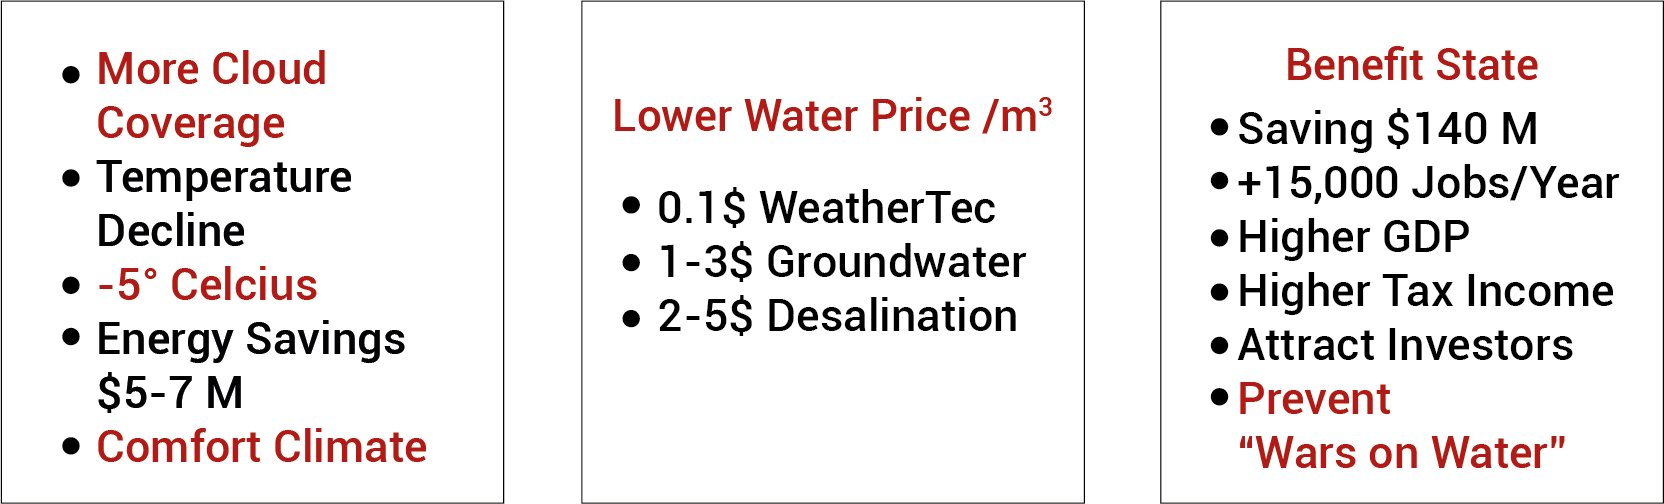 • More Cloud
Coverage
• Temperature
Decline
• -5° Celcius
• Energy Savings
$5-7 M
• Comfort Climate
Lower Water Price /m³
• 0.1$ WeatherTec
• 1-3$ Groundwater
• 2-5$ Desalination
Benefit State
• Saving $140 M
• +15,000 Jobs/Year
• Higher GDP
• Higher Tax Income
• Attract Investors
• Prevent
“Wars on Water”